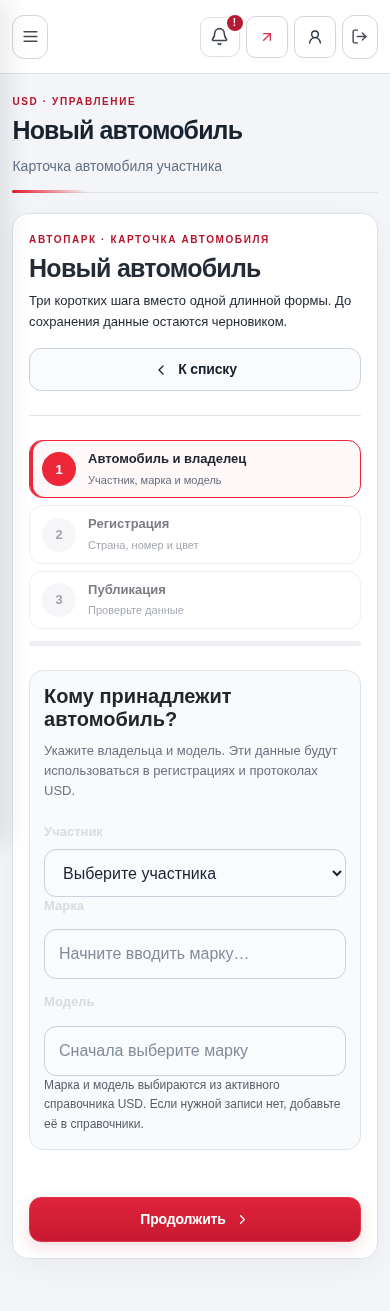 !
USD · УПРАВЛЕНИЕ
Новый автомобиль
Карточка автомобиля участника
АВТОПАРК · КАРТОЧКА АВТОМОБИЛЯ
Новый автомобиль
Три коротких шага вместо одной длинной формы. До
сохранения данные остаются черновиком.
К списку
1
Автомобиль и владелец
Участник, марка и модель
2
Регистрация
Страна, номер и цвет
3
Публикация
Проверьте данные
Кому принадлежит
автомобиль?
Укажите владельца и модель. Эти данные будут
использоваться в регистрациях и протоколах
USD.
Участник
Выберите участника
Марка
Начните вводить марку…
Модель
Сначала выберите марку
Марка и модель выбираются из активного
справочника USD. Если нужной записи нет, добавьте
её в справочники.
Продолжить